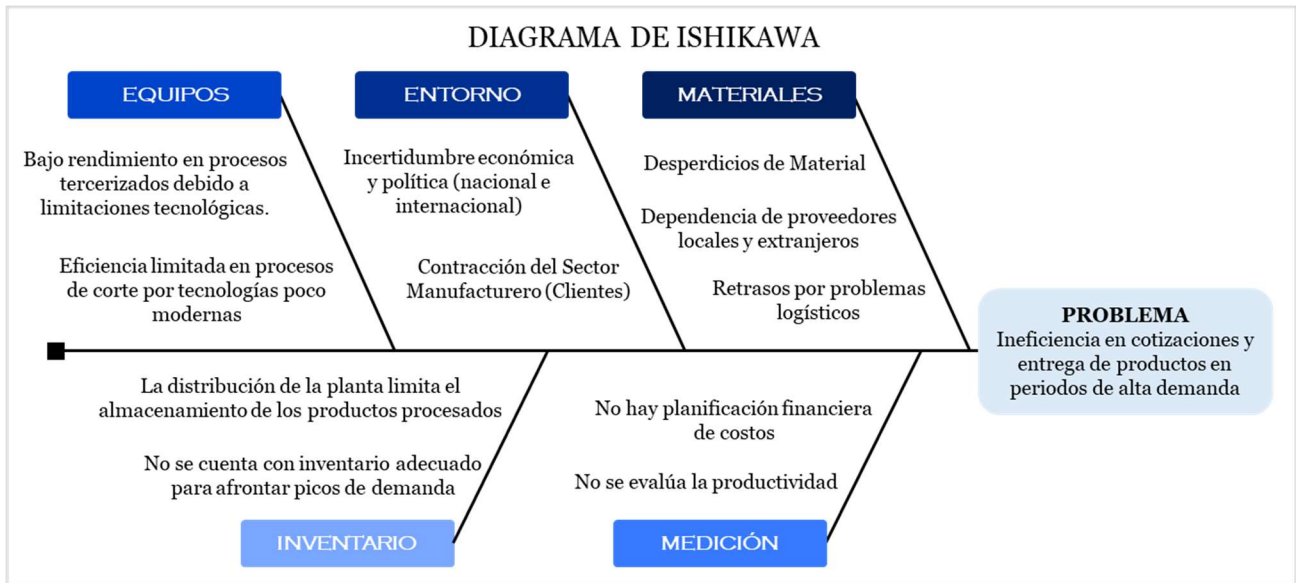 DIAGRAMA DE ISHIKAWA
EQUIPOS
Bajo rendimiento en procesos
tercerizados debido a
limitaciones tecnológicas.
Eficiencia limitada en procesos
de corte por tecnologías poco
modernas
ENTORNO
Incertidumbre económica
y política (nacional e
internacional)
Contracción del Sector
Manufacturero (Clientes)
MATERIALES
Desperdicios de Material
Dependencia de proveedores
locales y extranjeros
Retrasos por problemas
logísticos
PROBLEMA
Ineficiencia en cotizaciones y
entrega de productos en
periodos de alta demanda
La distribución de la planta limita el
almacenamiento de los productos procesados
No se cuenta con inventario adecuado
para afrontar picos de demanda
INVENTARIO
No hay planificación financiera
de costos
No se evalúa la productividad
MEDICIÓN